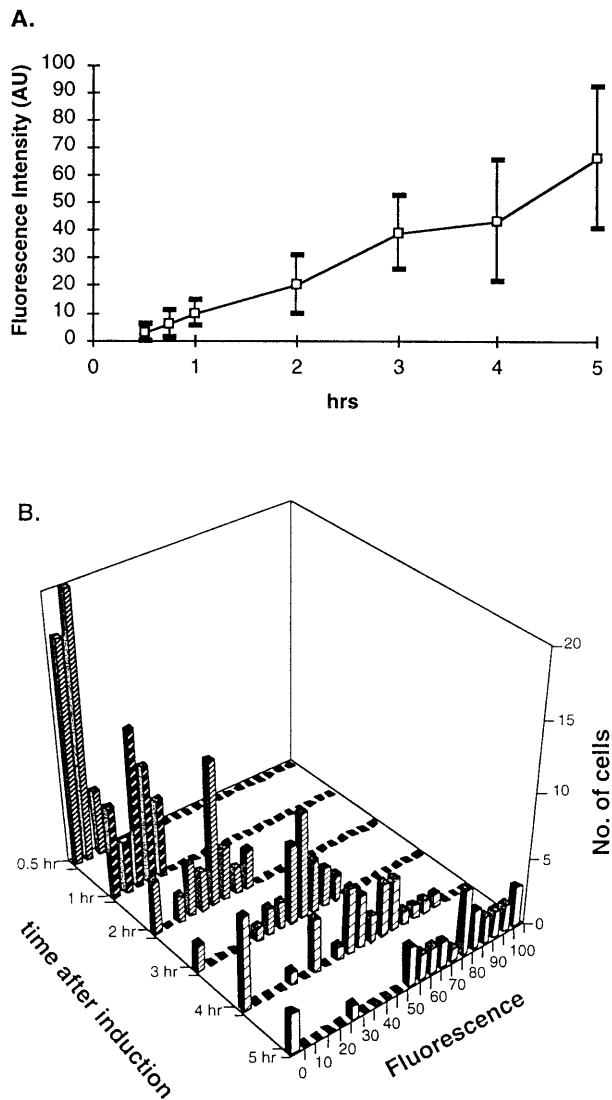 A.
Fluorescence Intensity (AU)
100
90
80
70
60
50
40
30
20
10
0
0 1 2 3 4 5
hrs
B.
20
15
10
5
0
No. of cells
0.5 hr
1 hr
2 hr
3 hr
4 hr
5 hr
time after induction
0 10 20 30 40 50 60 70 80 90 100
Fluorescence